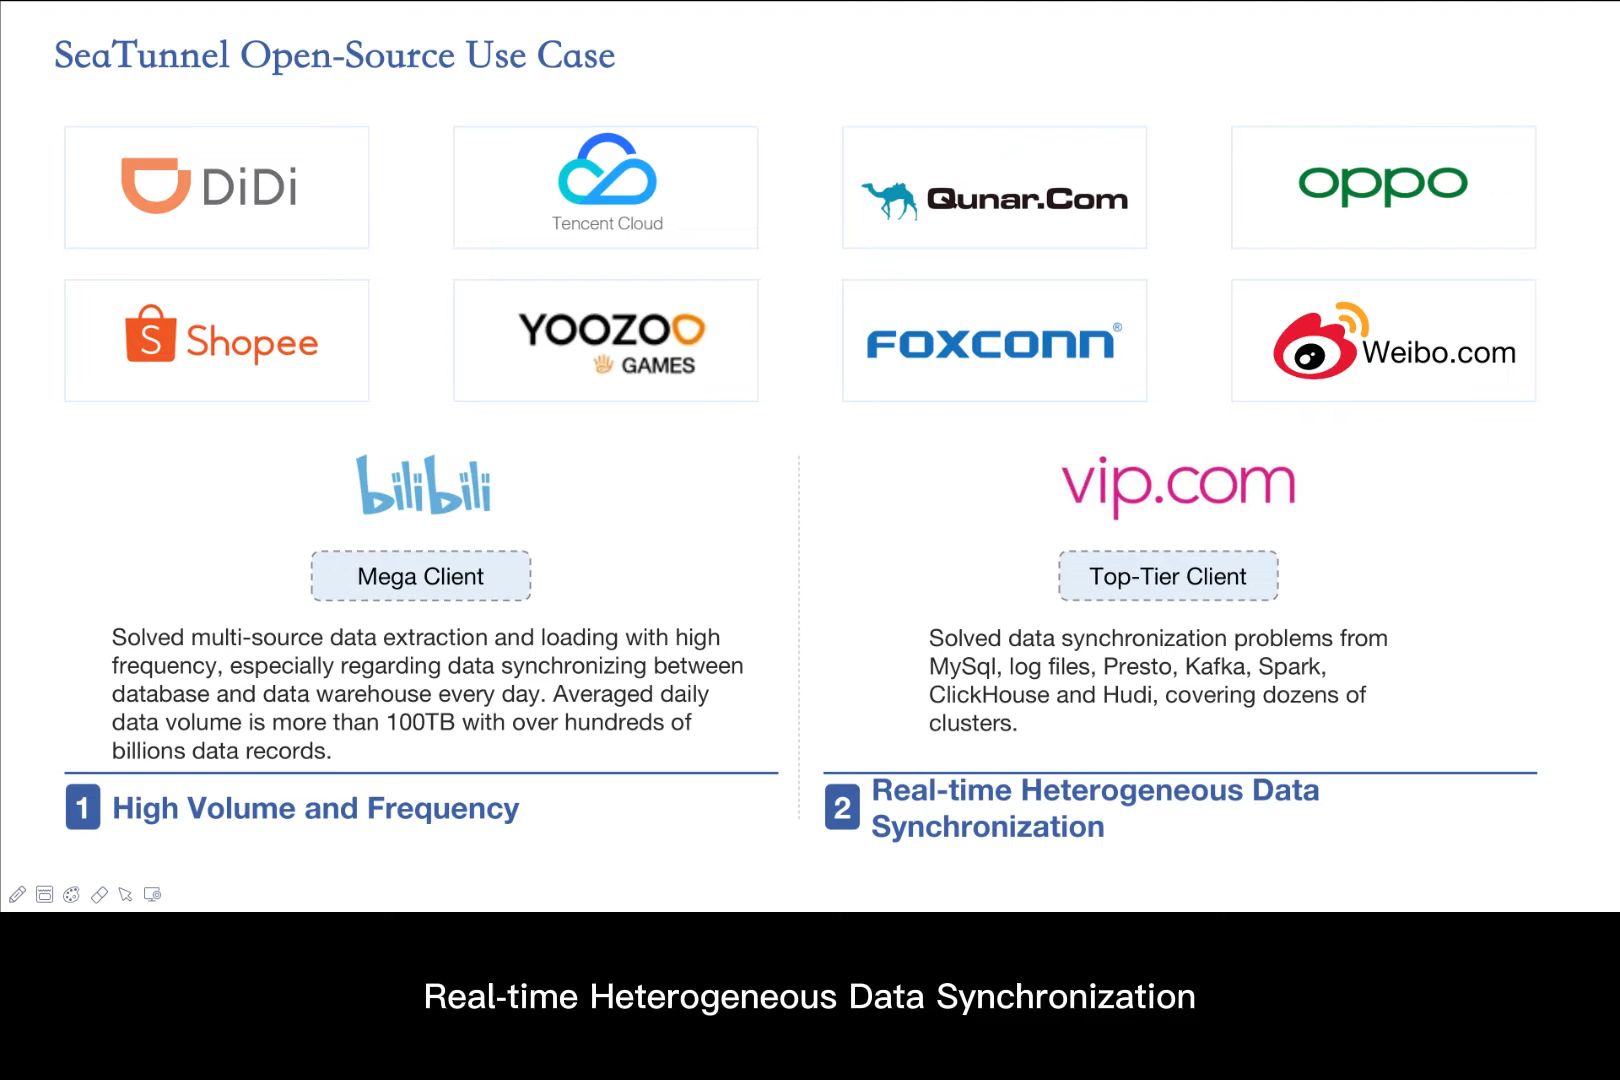 SeaTunnel Open-Source Use Case
DiDi
Tencent Cloud
Qunar.Com
oppo
S
Shopee
YOOZOO
GAMES
FOXCONN®
Weibo.com
bilibili
vip.com
Mega Client
Top-Tier Client
Solved multi-source data extraction and loading with high
frequency, especially regarding data synchronizing between
database and data warehouse every day. Averaged daily
data volume is more than 100TB with over hundreds of
billions data records.
Solved data synchronization problems from
MySql, log files, Presto, Kafka, Spark,
ClickHouse and Hudi, covering dozens of
clusters.
1 High Volume and Frequency
2 Real-time Heterogeneous Data
Synchronization
Real-time Heterogeneous Data Synchronization